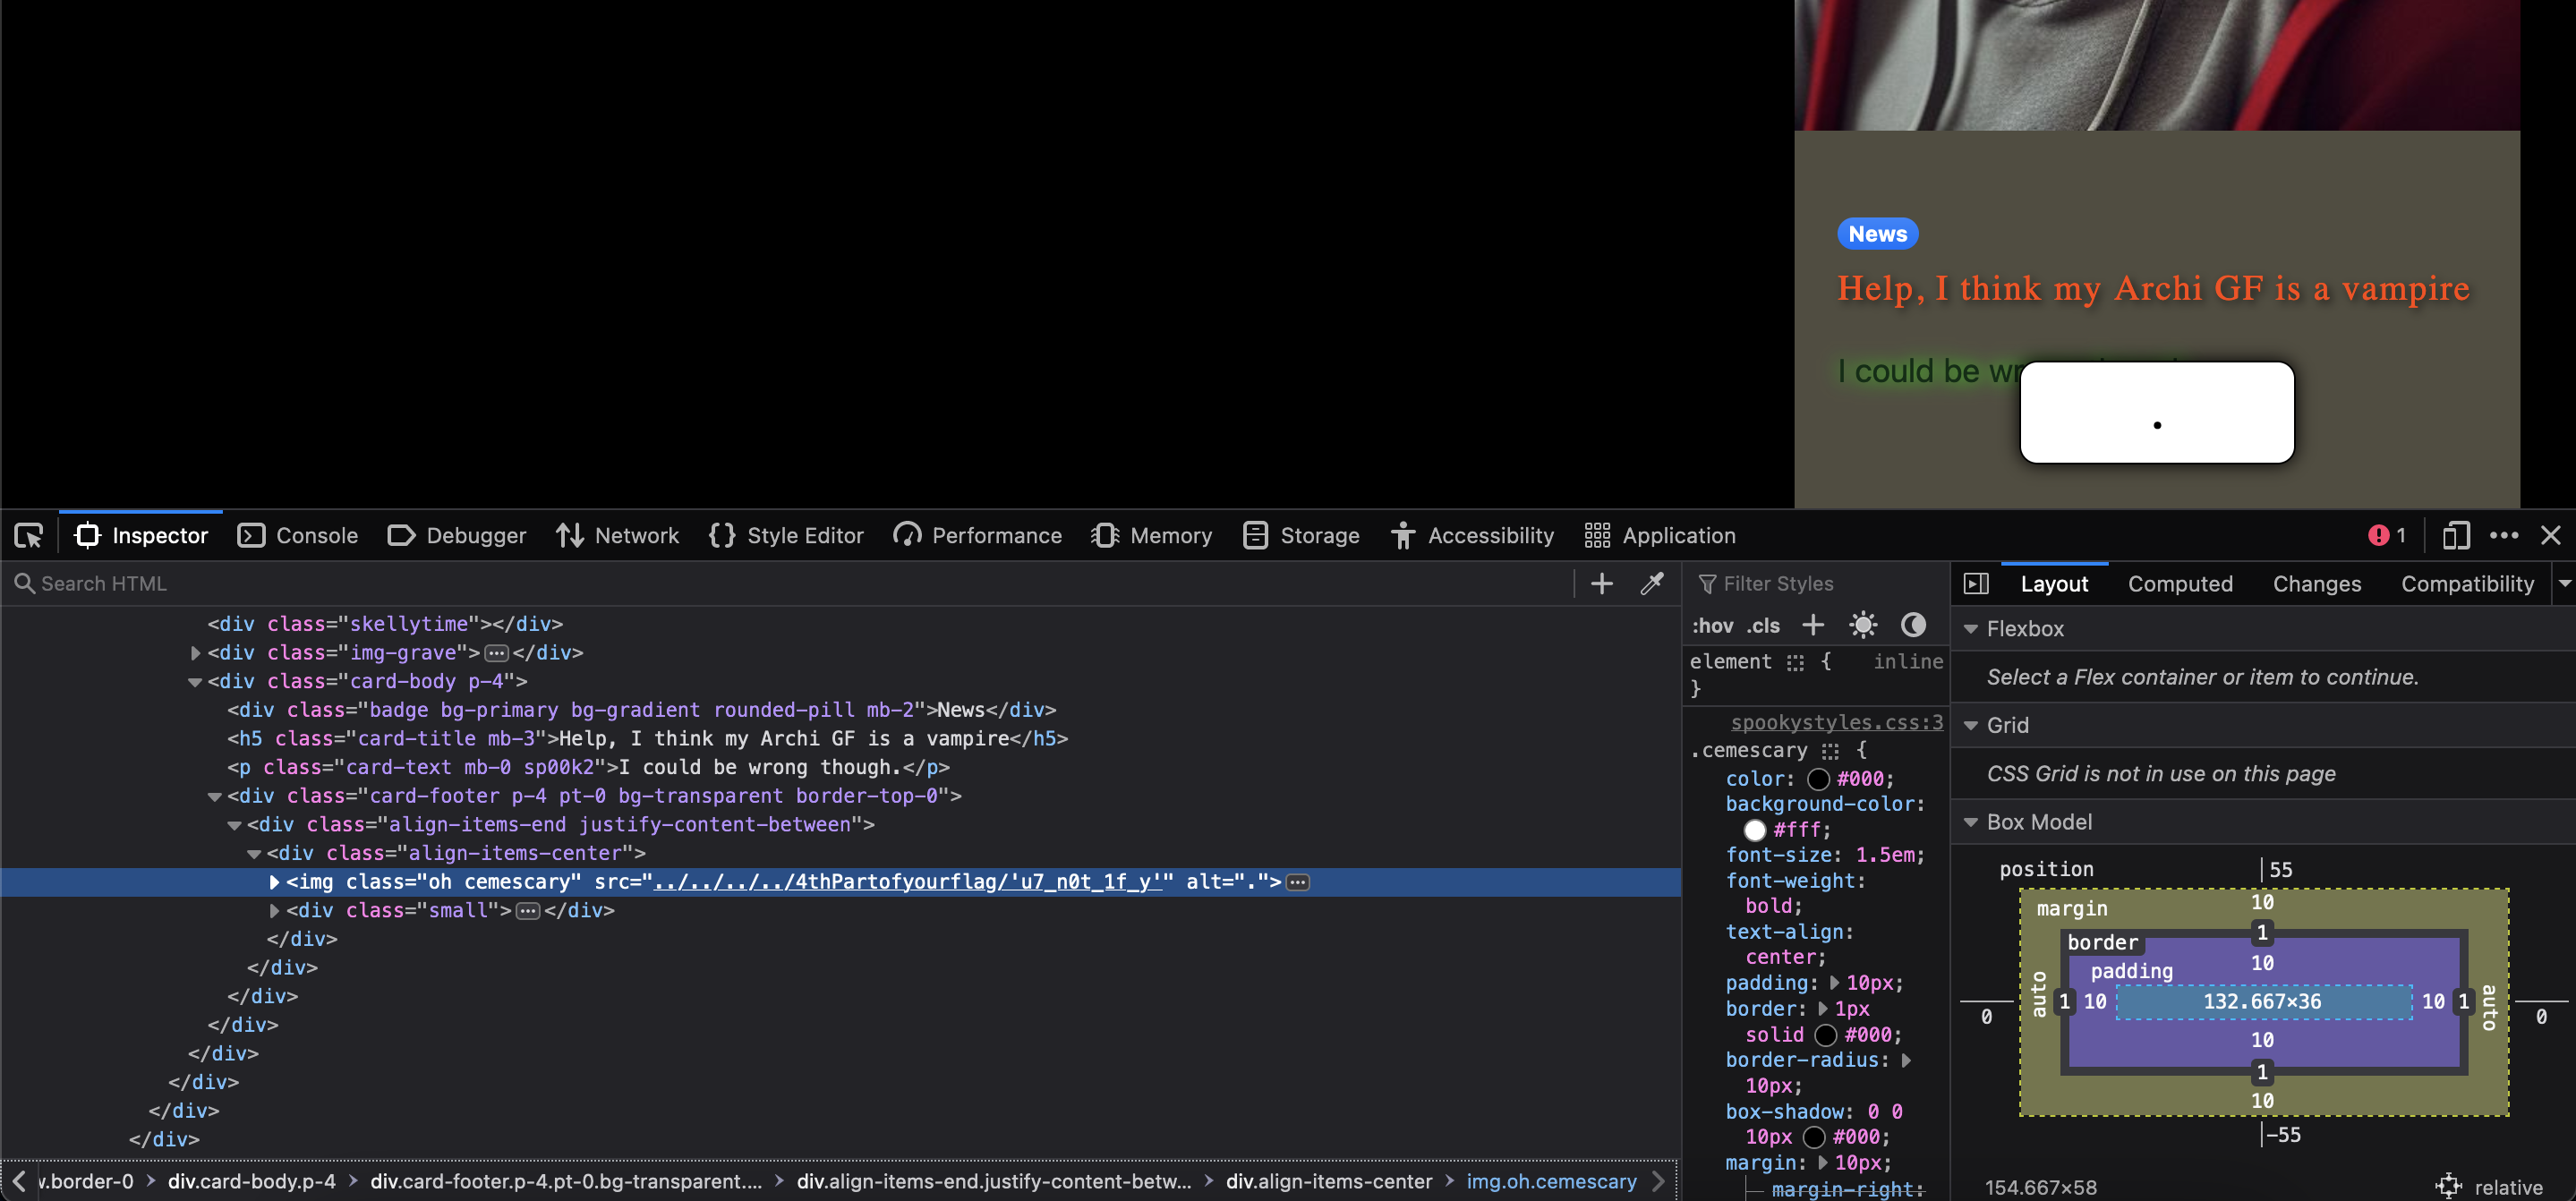 News
Help, I think my Archi GF is a vampire
I could be wr
.
Inspector Console Debugger Network Style Editor Performance Memory Storage Accessibility Application 1
Search HTML
<div class="skellytime"></div>
<div class="img-grave"></div>
<div class="card-body p-4">
<div class="badge bg-primary bg-gradient rounded-pill mb-2">News</div>
<h5 class="card-title mb-3">Help, I think my Archi GF is a vampire</h5>
<p class="card-text mb-0 sp00k2">I could be wrong though.</p>
<div class="card-footer p-4 pt-0 bg-transparent border-top-0">
<div class="align-items-end justify-content-between">
<div class="align-items-center">
<img class="oh cemescary" src="../../../../4thPartofyourflag/'u7_n0t_1f_y'" alt=".">
<div class="small"></div>
</div>
</div>
</div>
</div>
</div>
</div>
</div>
</div>
v.border-0 > div.card-body.p-4 > div.card-footer.p-4.pt-0.bg-transparent.... > div.align-items-end.justify-content-betw... > div.align-items-center > img.oh.cemescary
Filter Styles
:hov .cls +
element { inline
}
spookystyles.css:3
.cemescary {
color: #000;
background-color:
#fff;
font-size: 1.5em;
font-weight:
bold;
text-align:
center;
padding: 10px;
border: 1px
solid #000;
border-radius:
10px;
box-shadow: 0 0
10px #000;
margin: 10px;
margin-right:
Layout Computed Changes Compatibility
Flexbox
Select a Flex container or item to continue.
Grid
CSS Grid is not in use on this page
Box Model
position 55
margin 10
border 1
padding 10
0 auto 1 10 132.667×36 10 1 auto 0
10
1
10
-55
154.667×58 relative